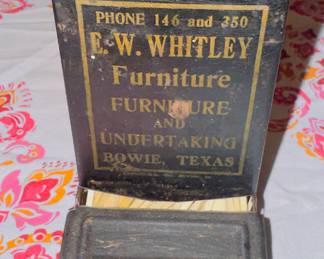 PHONE 146 and 350
E. W. WHITLEY
Furniture
FURNITURE
AND
UNDERTAKING
BOWIE, TEXAS